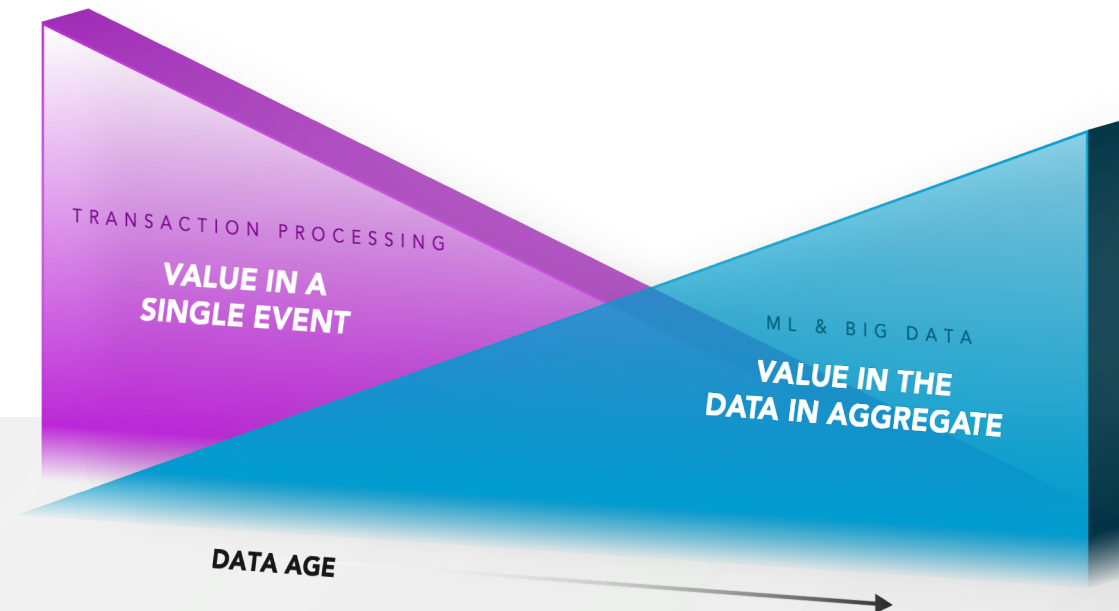 TRANSACTION PROCESSING
VALUE IN A
SINGLE EVENT
ML & BIG DATA
VALUE IN THE
DATA IN AGGREGATE
DATA AGE